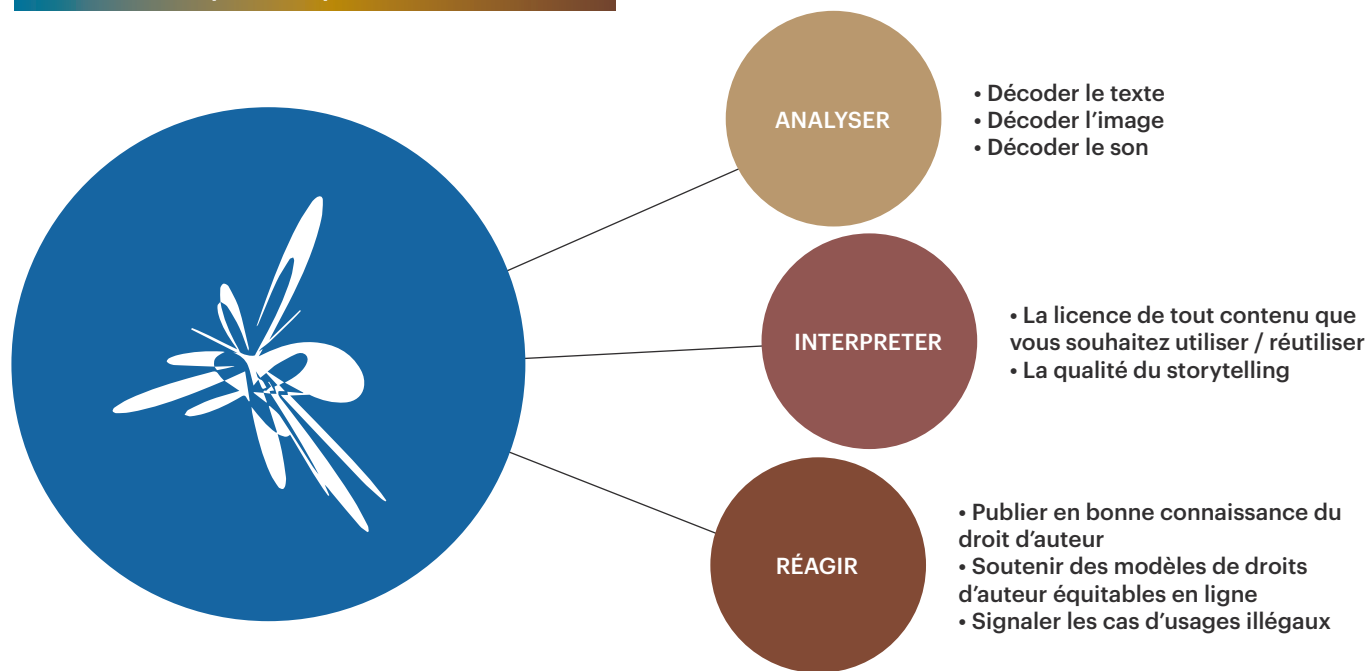 ANALYSER
• Décoder le texte
• Décoder l’image
• Décoder le son
INTERPRETER
• La licence de tout contenu que
vous souhaitez utiliser / réutiliser
• La qualité du storytelling
RÉAGIR
• Publier en bonne connaissance du
droit d’auteur
• Soutenir des modèles de droits
d’auteur équitables en ligne
• Signaler les cas d’usages illégaux